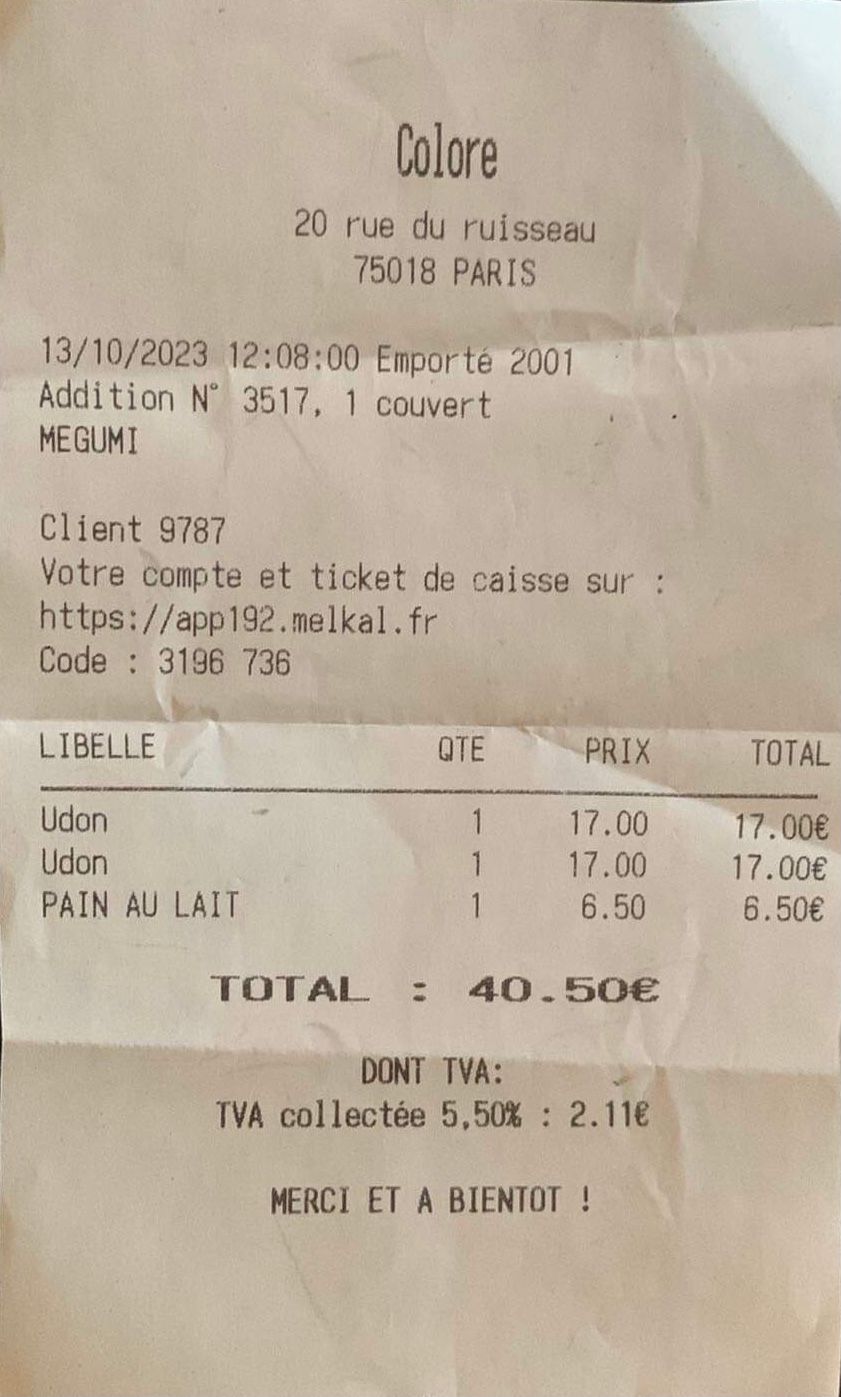 Colore
20 rue du ruisseau
75018 PARIS
13/10/2023 12:08:00 Emporté 2001
Addition N° 3517, 1 couvert
MEGUMI
Client 9787
Votre compte et ticket de caisse sur :
https://app192.melkal.fr
Code : 3196 736
LIBELLE QTE PRIX TOTAL
Udon 1 17.00 17.00€
Udon 1 17.00 17.00€
PAIN AU LAIT 1 6.50 6.50€
TOTAL : 40.50€
DONT TVA:
TVA collectée 5,50% : 2.11€
MERCI ET A BIENTOT !